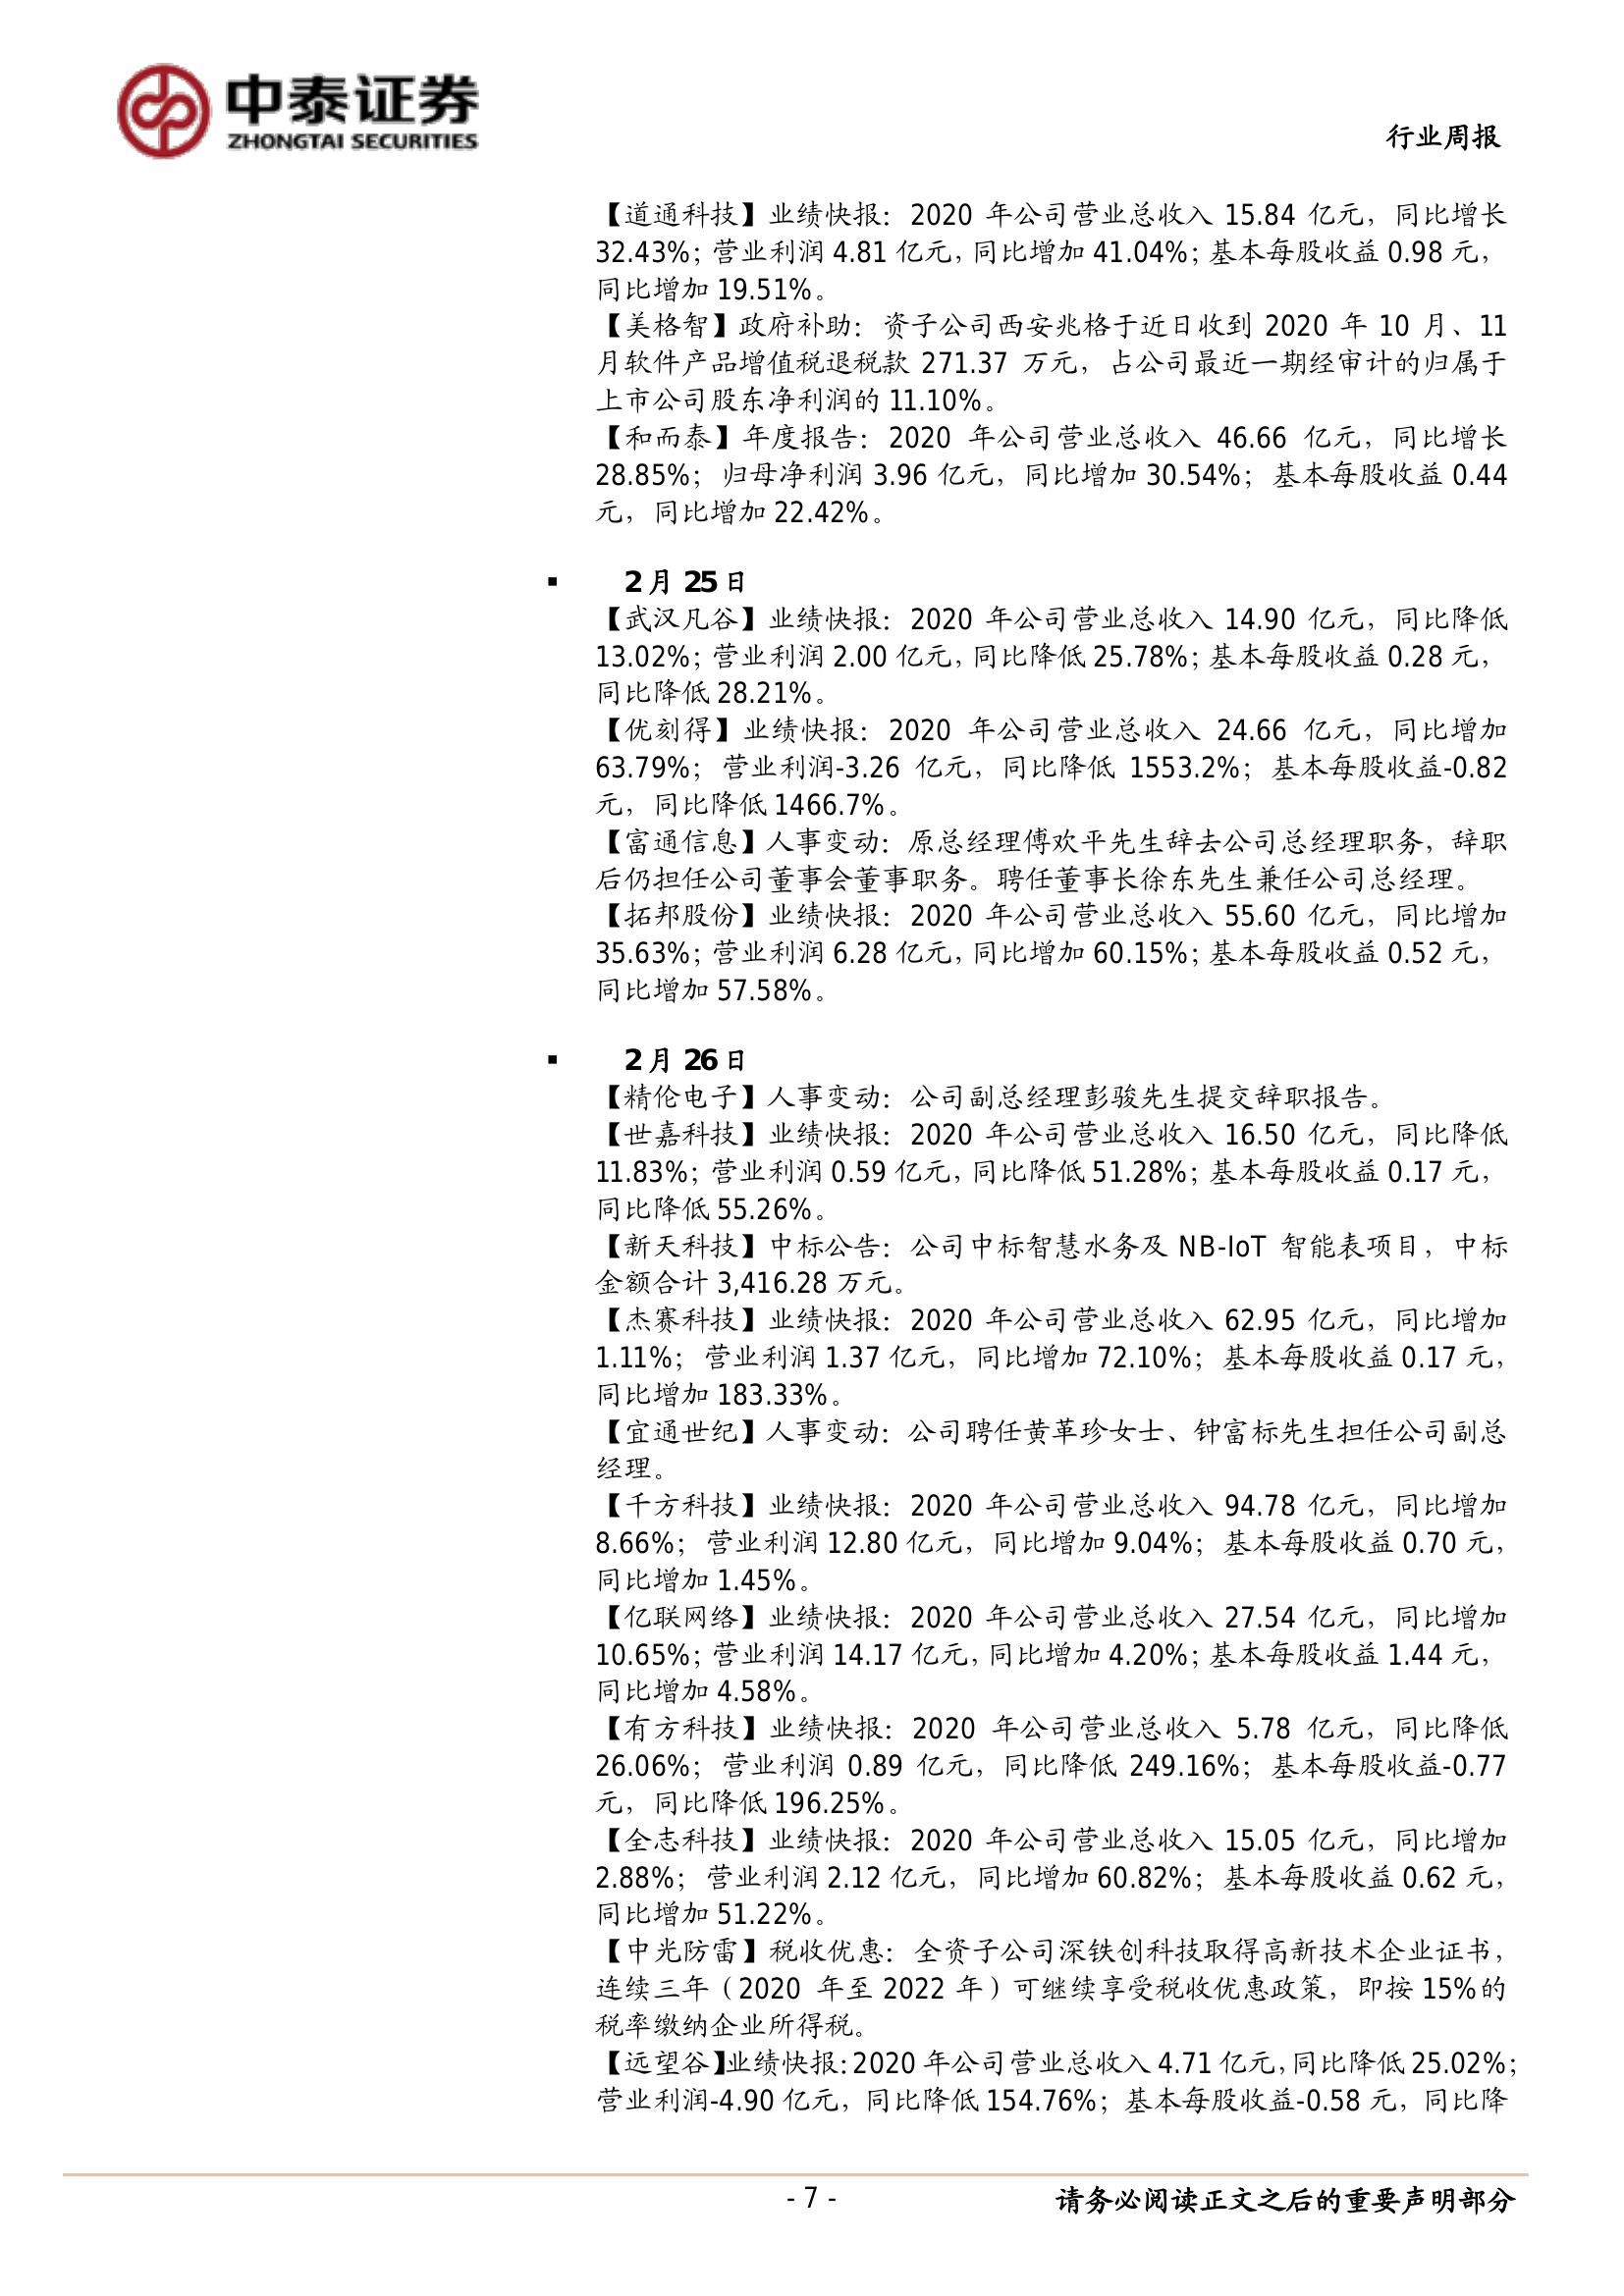 中泰证券
ZHONGTAI SECURITIES
行业周报
【道通科技】业绩快报：2020 年公司营业总收入 15.84 亿元，同比增长
32.43%；营业利润 4.81 亿元，同比增加 41.04%；基本每股收益 0.98 元，
同比增加 19.51%。
【美格智】政府补助：资子公司西安兆格于近日收到 2020 年 10 月、11
月软件产品增值税退税款 271.37 万元，占公司最近一期经审计的归属于
上市公司股东净利润的 11.10%。
【和而泰】年度报告：2020 年公司营业总收入 46.66 亿元，同比增长
28.85%；归母净利润 3.96 亿元，同比增加 30.54%；基本每股收益 0.44
元，同比增加 22.42%。
▪ 2 月 25 日
【武汉凡谷】业绩快报：2020 年公司营业总收入 14.90 亿元，同比降低
13.02%；营业利润 2.00 亿元，同比降低 25.78%；基本每股收益 0.28 元，
同比降低 28.21%。
【优刻得】业绩快报：2020 年公司营业总收入 24.66 亿元，同比增加
63.79%；营业利润-3.26 亿元，同比降低 1553.2%；基本每股收益-0.82
元，同比降低 1466.7%。
【富通信息】人事变动：原总经理傅欢平先生辞去公司总经理职务，辞职
后仍担任公司董事会董事职务。聘任董事长徐东先生兼任公司总经理。
【拓邦股份】业绩快报：2020 年公司营业总收入 55.60 亿元，同比增加
35.63%；营业利润 6.28 亿元，同比增加 60.15%；基本每股收益 0.52 元，
同比增加 57.58%。
▪ 2 月 26 日
【精伦电子】人事变动：公司副总经理彭骏先生提交辞职报告。
【世嘉科技】业绩快报：2020 年公司营业总收入 16.50 亿元，同比降低
11.83%；营业利润 0.59 亿元，同比降低 51.28%；基本每股收益 0.17 元，
同比降低 55.26%。
【新天科技】中标公告：公司中标智慧水务及 NB-IoT 智能表项目，中标
金额合计 3,416.28 万元。
【杰赛科技】业绩快报：2020 年公司营业总收入 62.95 亿元，同比增加
1.11%；营业利润 1.37 亿元，同比增加 72.10%；基本每股收益 0.17 元，
同比增加 183.33%。
【宜通世纪】人事变动：公司聘任黄革珍女士、钟富标先生担任公司副总
经理。
【千方科技】业绩快报：2020 年公司营业总收入 94.78 亿元，同比增加
8.66%；营业利润 12.80 亿元，同比增加 9.04%；基本每股收益 0.70 元，
同比增加 1.45%。
【亿联网络】业绩快报：2020 年公司营业总收入 27.54 亿元，同比增加
10.65%；营业利润 14.17 亿元，同比增加 4.20%；基本每股收益 1.44 元，
同比增加 4.58%。
【有方科技】业绩快报：2020 年公司营业总收入 5.78 亿元，同比降低
26.06%；营业利润 0.89 亿元，同比降低 249.16%；基本每股收益-0.77
元，同比降低 196.25%。
【全志科技】业绩快报：2020 年公司营业总收入 15.05 亿元，同比增加
2.88%；营业利润 2.12 亿元，同比增加 60.82%；基本每股收益 0.62 元，
同比增加 51.22%。
【中光防雷】税收优惠：全资子公司深铁创科技取得高新技术企业证书，
连续三年（2020 年至 2022 年）可继续享受税收优惠政策，即按 15%的
税率缴纳企业所得税。
【远望谷】业绩快报：2020 年公司营业总收入 4.71 亿元，同比降低 25.02%；
营业利润-4.90 亿元，同比降低 154.76%；基本每股收益-0.58 元，同比降
- 7 -
请务必阅读正文之后的重要声明部分